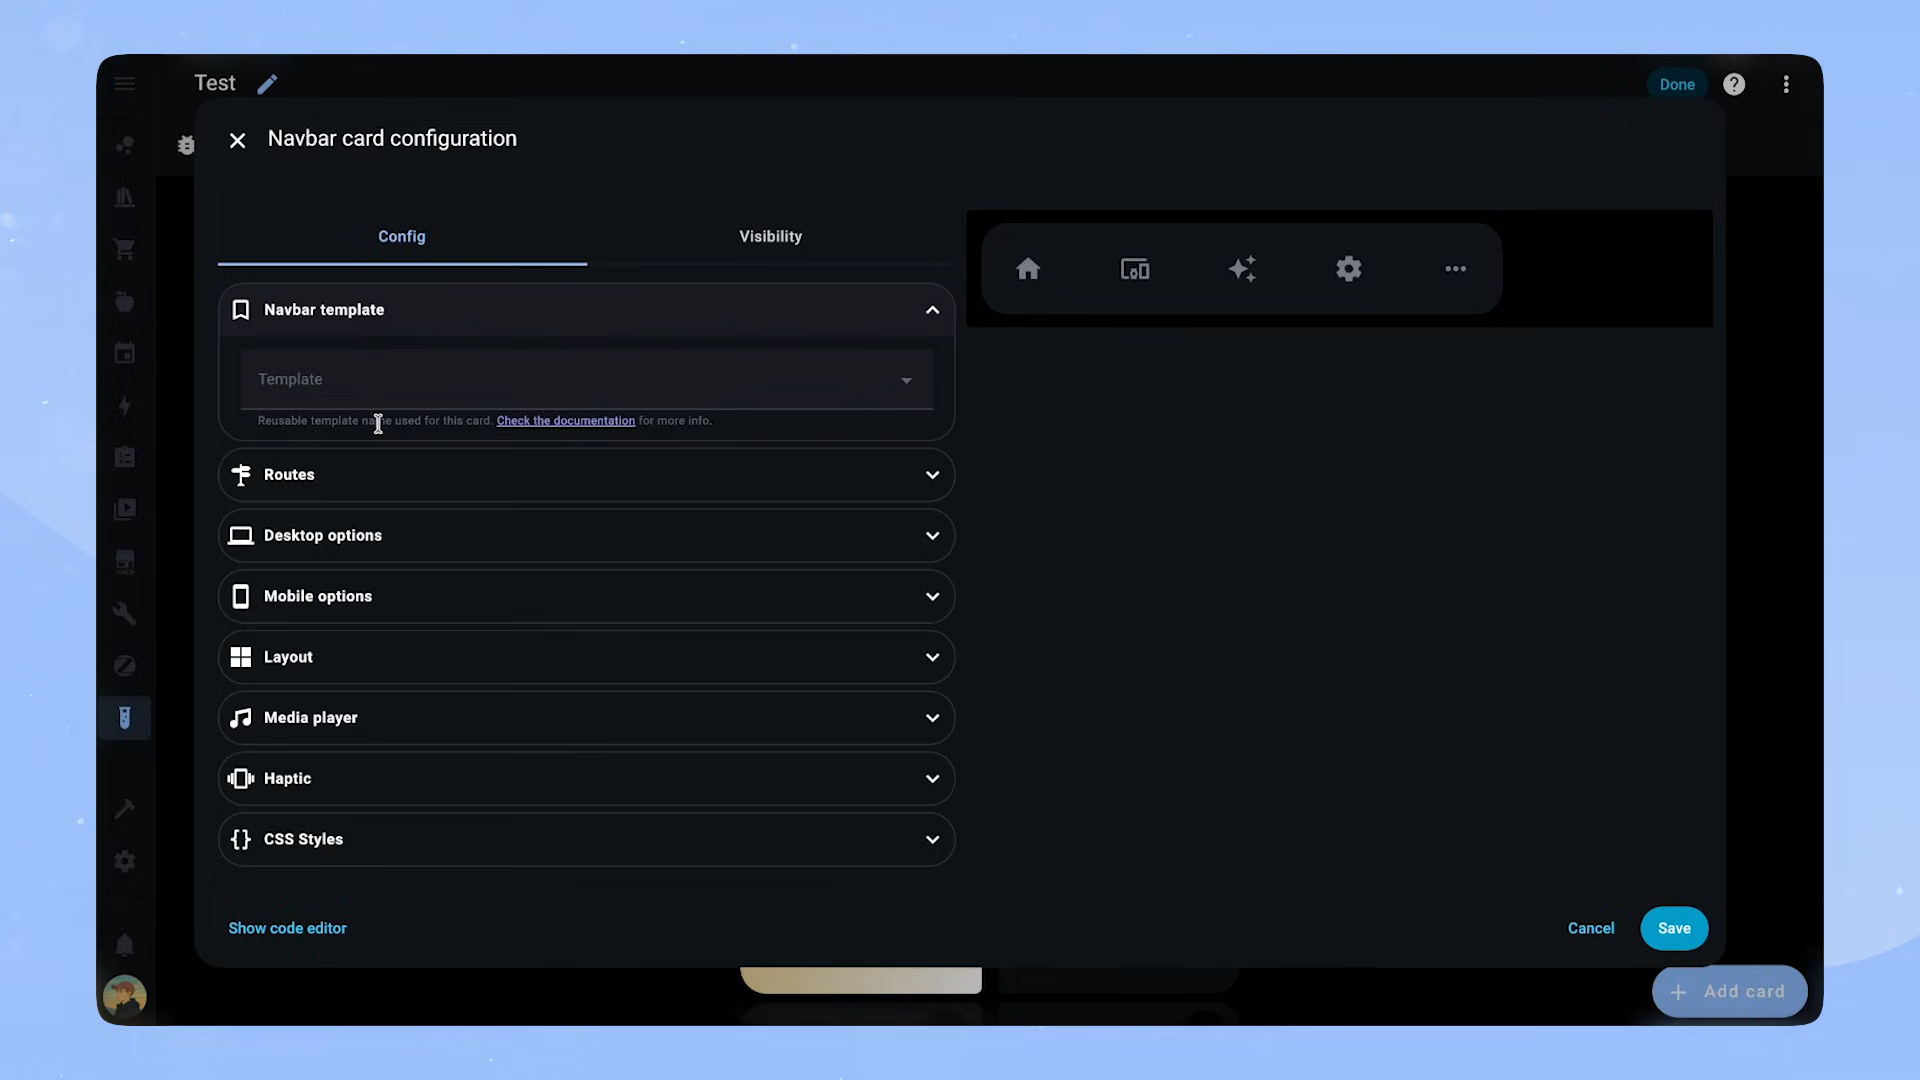 Test
Done
Navbar card configuration
Config
Visibility
Navbar template
Template
Reusable template name used for this card. Check the documentation for more info.
Routes
Desktop options
Mobile options
Layout
Media player
Haptic
CSS Styles
HACS
Show code editor
Cancel
Save
+ Add card